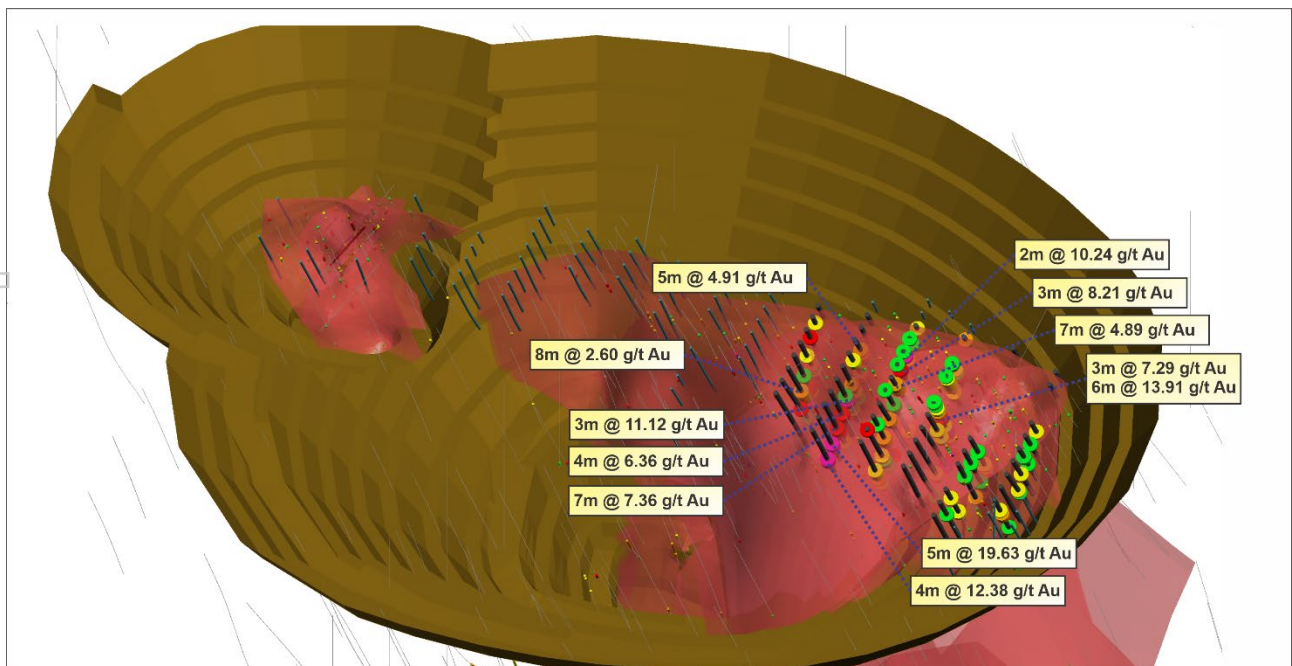 2m @ 10.24 g/t Au
5m @ 4.91 g/t Au
3m @ 8.21 g/t Au
7m @ 4.89 g/t Au
8m @ 2.60 g/t Au
3m @ 7.29 g/t Au
6m @ 13.91 g/t Au
3m @ 11.12 g/t Au
4m @ 6.36 g/t Au
7m @ 7.36 g/t Au
5m @ 19.63 g/t Au
4m @ 12.38 g/t Au